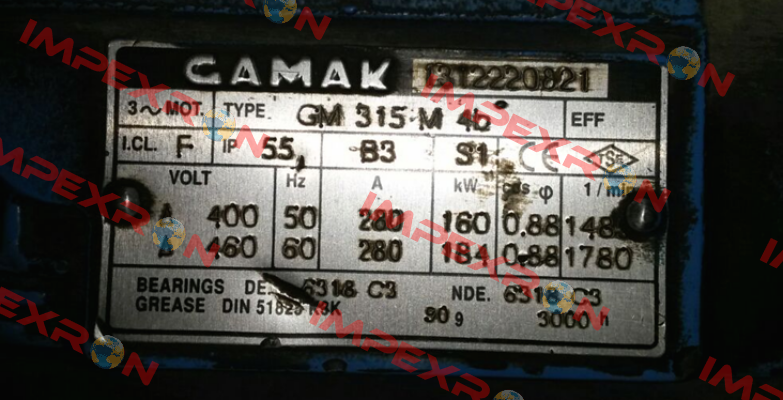 GAMAK
3~MOT TYPE GM 315 M 4b EFF
I.CL. F IP 55 B3 S1 CE TSE
VOLT Hz A kW cos φ 1/min
400 50 280 160 0.88
460 60 280 184 0.88 1780
BEARINGS DE. 6318 C3 NDE. 6318 C3
GREASE DIN 51825 K3K 90 g 3000 h
IMPEXRON